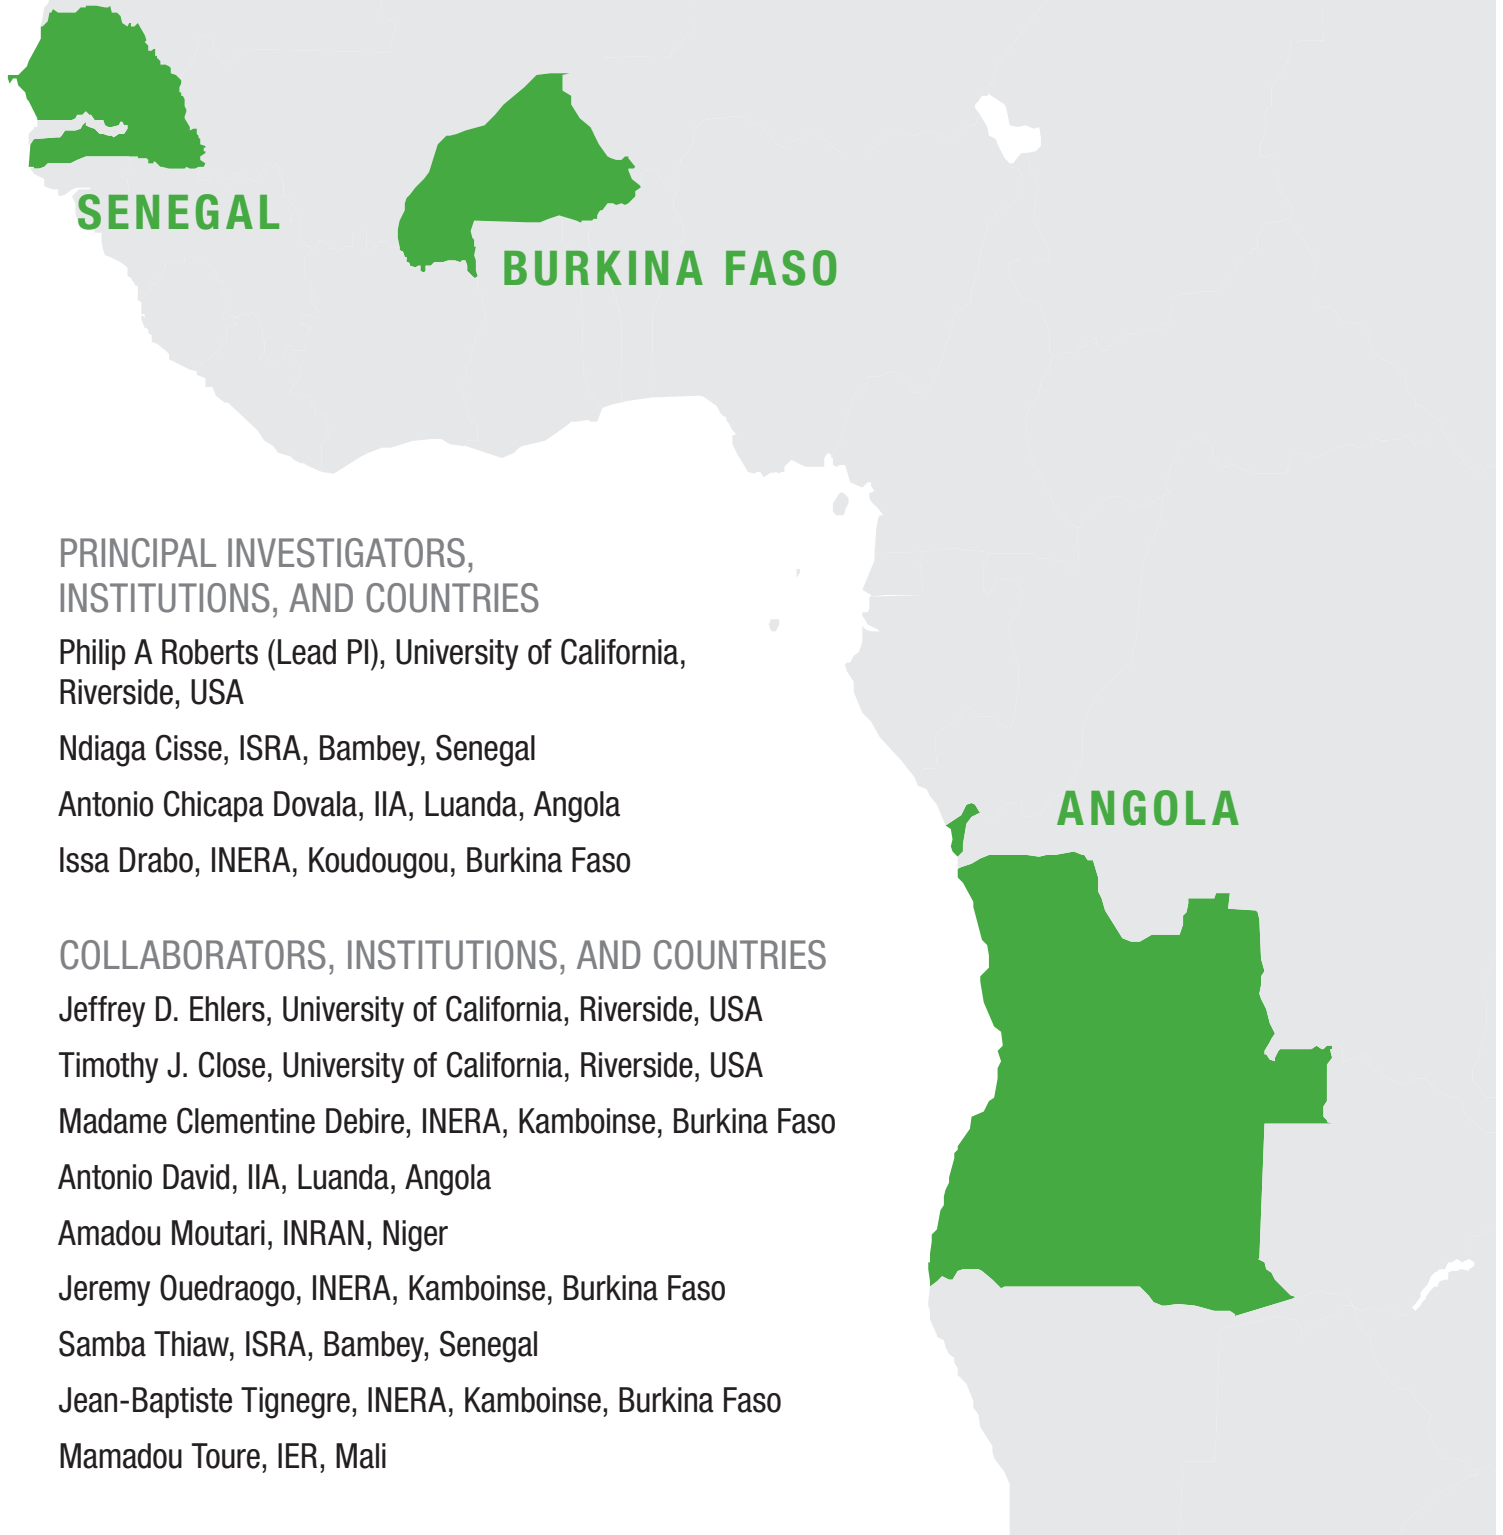 SENEGAL
BURKINA FASO
PRINCIPAL INVESTIGATORS,
INSTITUTIONS, AND COUNTRIES
Philip A Roberts (Lead PI), University of California,
Riverside, USA
Ndiaga Cisse, ISRA, Bambey, Senegal
Antonio Chicapa Dovala, IIA, Luanda, Angola
Issa Drabo, INERA, Koudougou, Burkina Faso
ANGOLA
COLLABORATORS, INSTITUTIONS, AND COUNTRIES
Jeffrey D. Ehlers, University of California, Riverside, USA
Timothy J. Close, University of California, Riverside, USA
Madame Clementine Debire, INERA, Kamboinse, Burkina Faso
Antonio David, IIA, Luanda, Angola
Amadou Moutari, INRAN, Niger
Jeremy Ouedraogo, INERA, Kamboinse, Burkina Faso
Samba Thiaw, ISRA, Bambey, Senegal
Jean-Baptiste Tignegre, INERA, Kamboinse, Burkina Faso
Mamadou Toure, IER, Mali